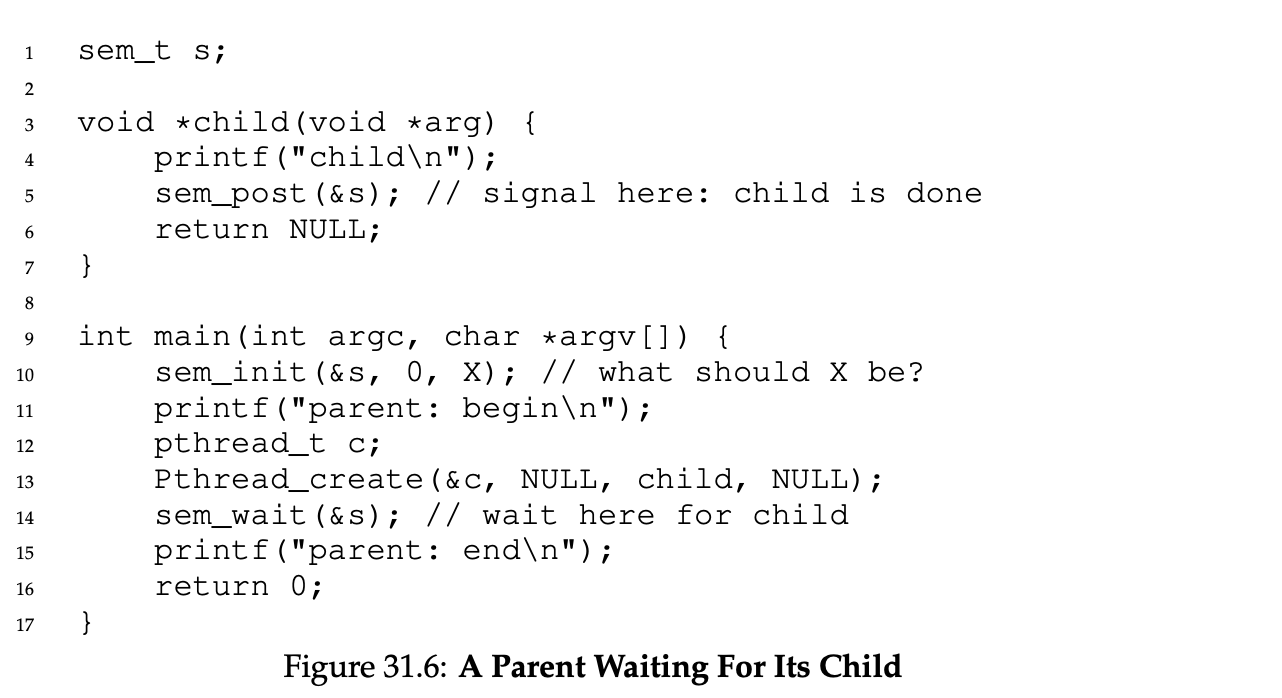 1 sem_t s;
2
3 void *child(void *arg) {
4 printf("child\n");
5 sem_post(&s); // signal here: child is done
6 return NULL;
7 }
8
9 int main(int argc, char *argv[]) {
10 sem_init(&s, 0, X); // what should X be?
11 printf("parent: begin\n");
12 pthread_t c;
13 Pthread_create(&c, NULL, child, NULL);
14 sem_wait(&s); // wait here for child
15 printf("parent: end\n");
16 return 0;
17 }
Figure 31.6: A Parent Waiting For Its Child